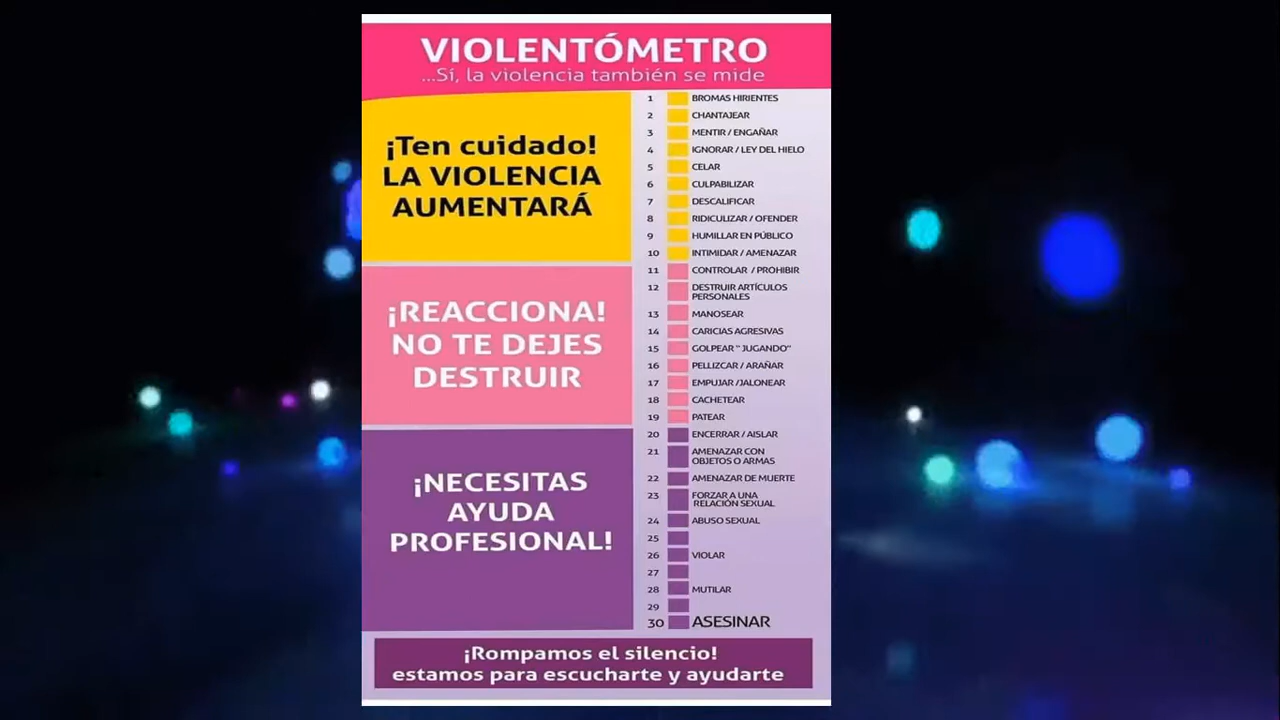 VIOLENTÓMETRO
...Sí, la violencia también se mide
¡Ten cuidado!
LA VIOLENCIA
AUMENTARÁ
¡REACCIONA!
NO TE DEJES
DESTRUIR
¡NECESITAS
AYUDA
PROFESIONAL!
1 BROMAS HIRIENTES
2 CHANTAJEAR
3 MENTIR / ENGAÑAR
4 IGNORAR / LEY DEL HIELO
5 CELAR
6 CULPABILIZAR
7 DESCALIFICAR
8 RIDICULIZAR / OFENDER
9 HUMILLAR EN PÚBLICO
10 INTIMIDAR / AMENAZAR
11 CONTROLAR / PROHIBIR
12 DESTRUIR ARTÍCULOS
PERSONALES
13 MANOSEAR
14 CARICIAS AGRESIVAS
15 GOLPEAR "JUGANDO"
16 PELLIZCAR / ARAÑAR
17 EMPUJAR /JALONEAR
18 CACHETEAR
19 PATEAR
20 ENCERRAR / AISLAR
21 AMENAZAR CON
OBJETOS O ARMAS
22 AMENAZAR DE MUERTE
23 FORZAR A UNA
RELACIÓN SEXUAL
24 ABUSO SEXUAL
25
26 VIOLAR
27
28 MUTILAR
29
30 ASESINAR
¡Rompamos el silencio!
estamos para escucharte y ayudarte